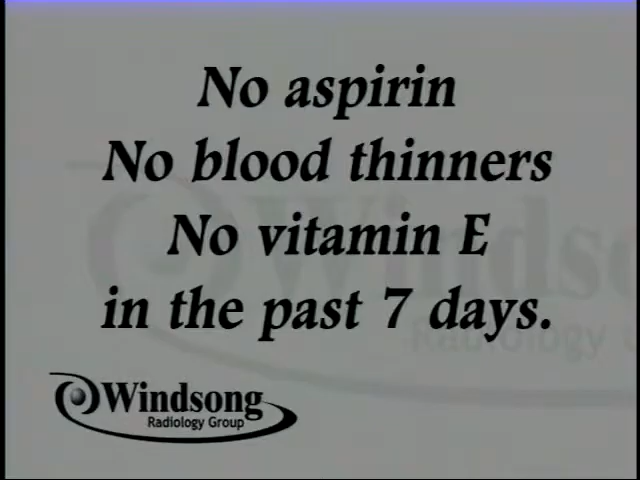 No aspirin
No blood thinners
No vitamin E
in the past 7 days.
Windsong
Radiology Group